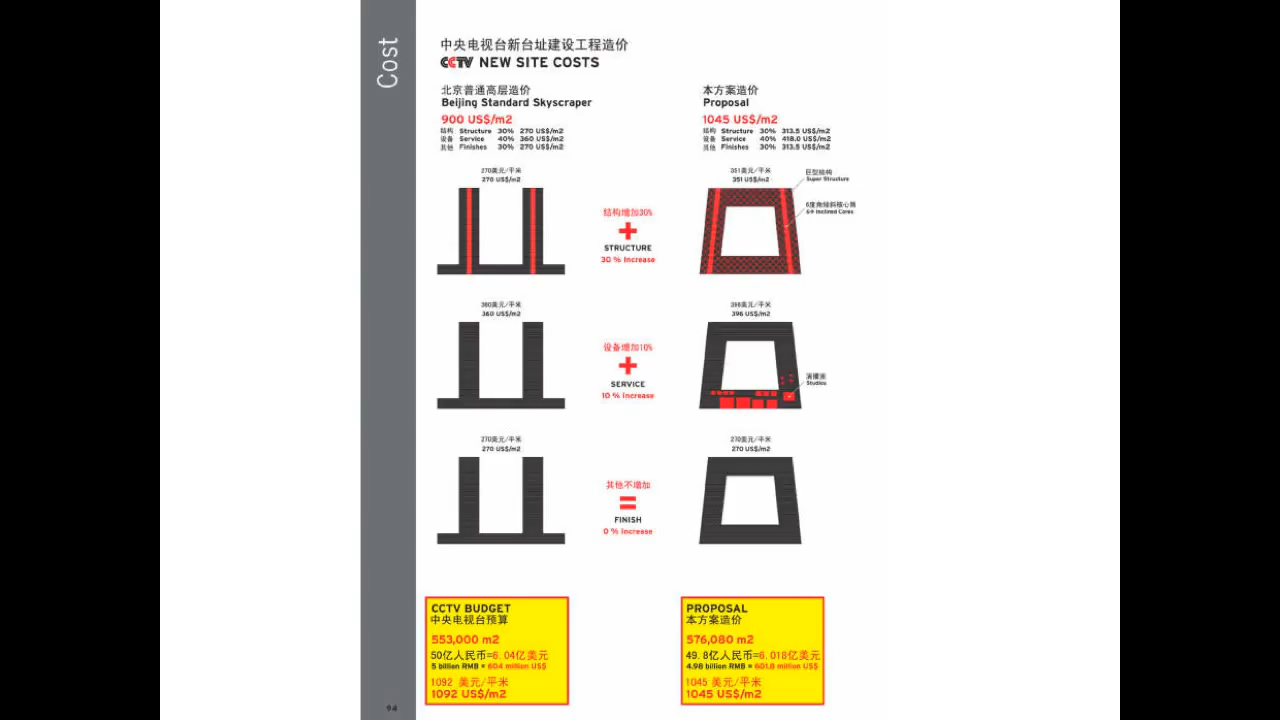 Cost
中央电视台新台址建设工程造价
CCTV NEW SITE COSTS
北京普通高层造价
Beijing Standard Skyscraper
900 US$/m2
结构 Structure 30% 270 US$/m2
设备 Service 40% 360 US$/m2
其他 Finishes 30% 270 US$/m2
本方案造价
Proposal
1045 US$/m2
结构 Structure 30% 313.5 US$/m2
设备 Service 40% 418.0 US$/m2
其他 Finishes 30% 313.5 US$/m2
270美元/平米
270 US$/m2
结构增加30%
+
STRUCTURE
30 % Increase
351美元/平米
351 US$/m2
巨型结构
Super Structure
6度角倾斜核心筒
Inclined Cores
360美元/平米
360 US$/m2
设备增加10%
+
SERVICE
10 % Increase
396美元/平米
396 US$/m2
演播室
Studios
270美元/平米
270 US$/m2
其他不增加
=
FINISH
0 % Increase
270美元/平米
270 US$/m2
CCTV BUDGET
中央电视台预算
553,000 m2
50亿人民币=6.04亿美元
5 billion RMB = 604 million US$
1092 美元/平米
1092 US$/m2
PROPOSAL
本方案造价
576,080 m2
49.8亿人民币=6.018亿美元
4.98 billion RMB = 601.8 million US$
1045 美元/平米
1045 US$/m2
94